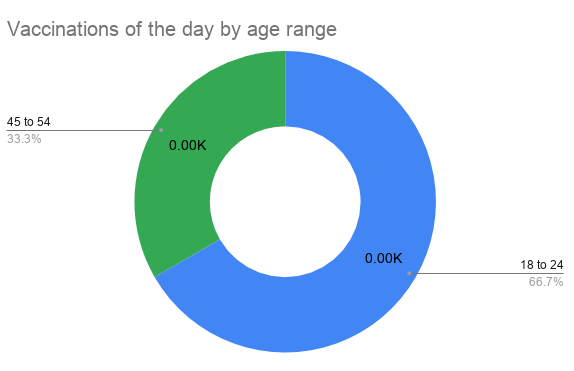 Vaccinations of the day by age range
45 to 54
33.3%
0.00K
0.00K
18 to 24
66.7%